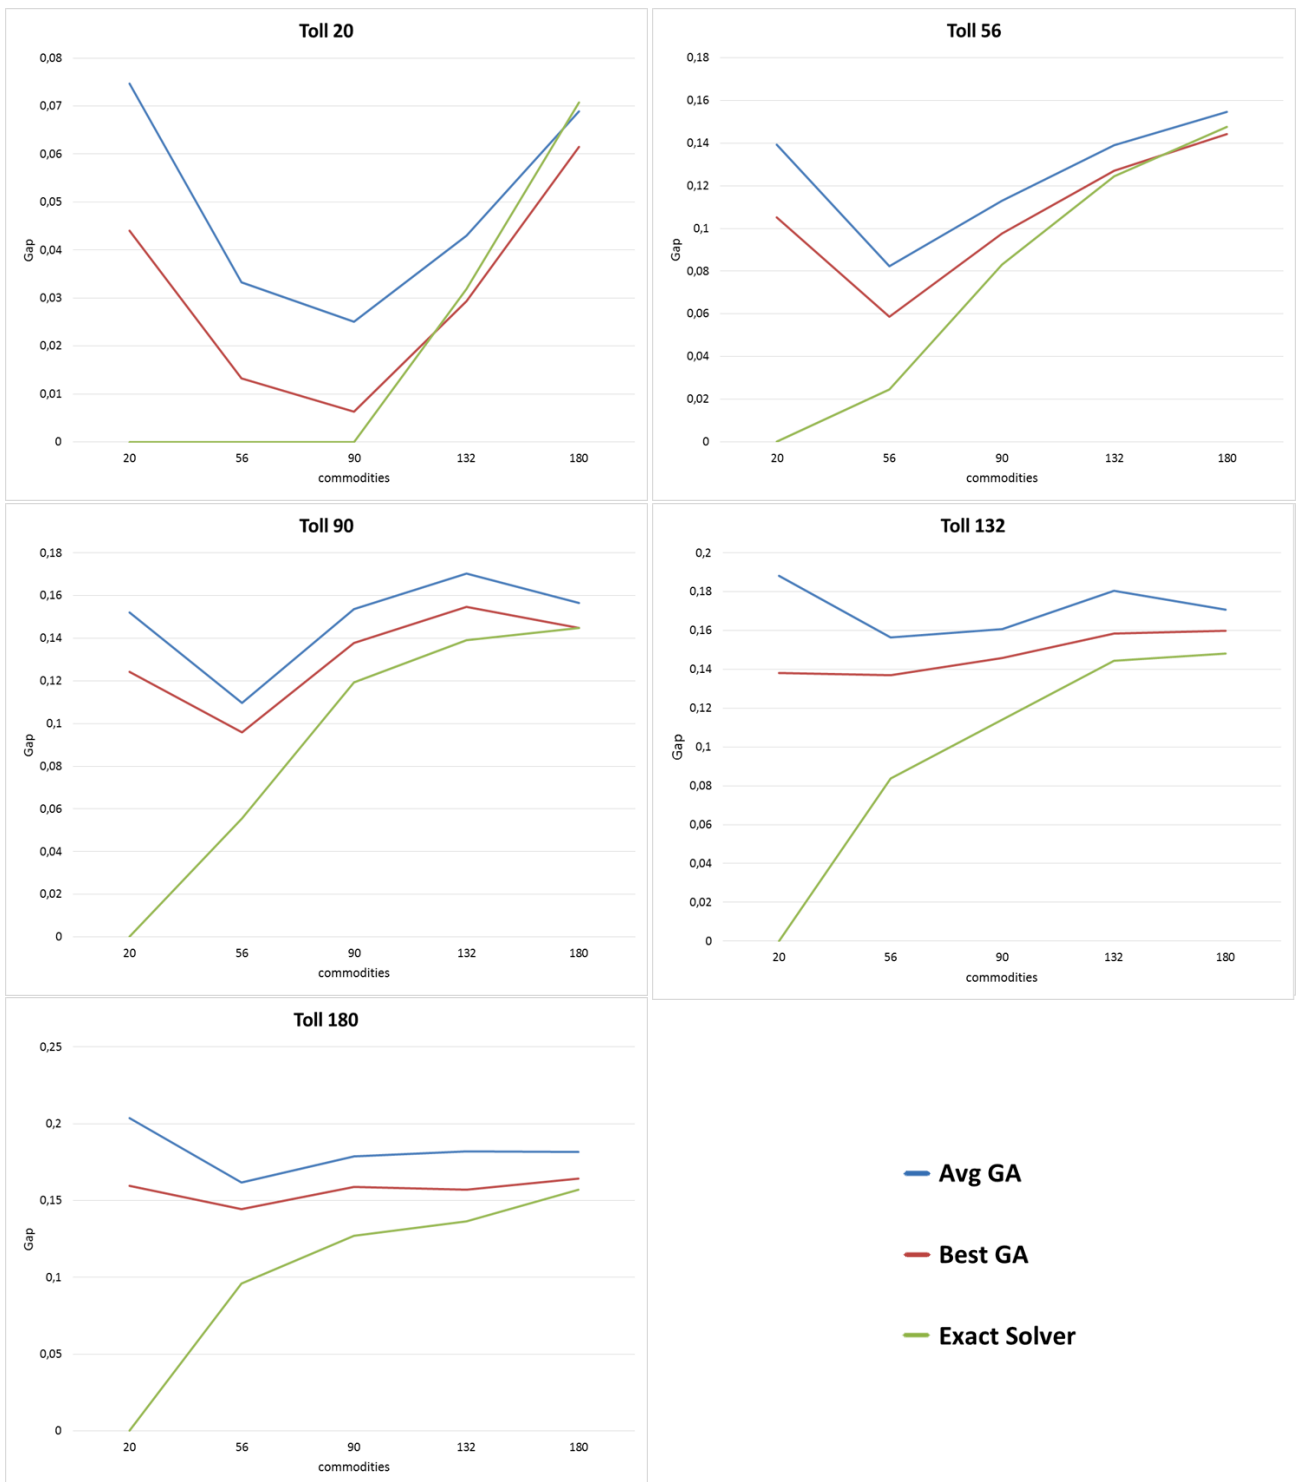 Toll 20
0,08
0,07
0,06
0,05
0,04
0,03
0,02
0,01
0
Gap
20 56 90 132 180
commodities
Toll 56
0,18
0,16
0,14
0,12
0,1
0,08
0,06
0,04
0,02
0
Gap
20 56 90 132 180
commodities
Toll 90
0,18
0,16
0,14
0,12
0,1
0,08
0,06
0,04
0,02
0
Gap
20 56 90 132 180
commodities
Toll 132
0,2
0,18
0,16
0,14
0,12
0,1
0,08
0,06
0,04
0,02
0
Gap
20 56 90 132 180
commodities
Toll 180
0,25
0,2
0,15
0,1
0,05
0
Gap
20 56 90 132 180
commodities
Avg GA
Best GA
Exact Solver